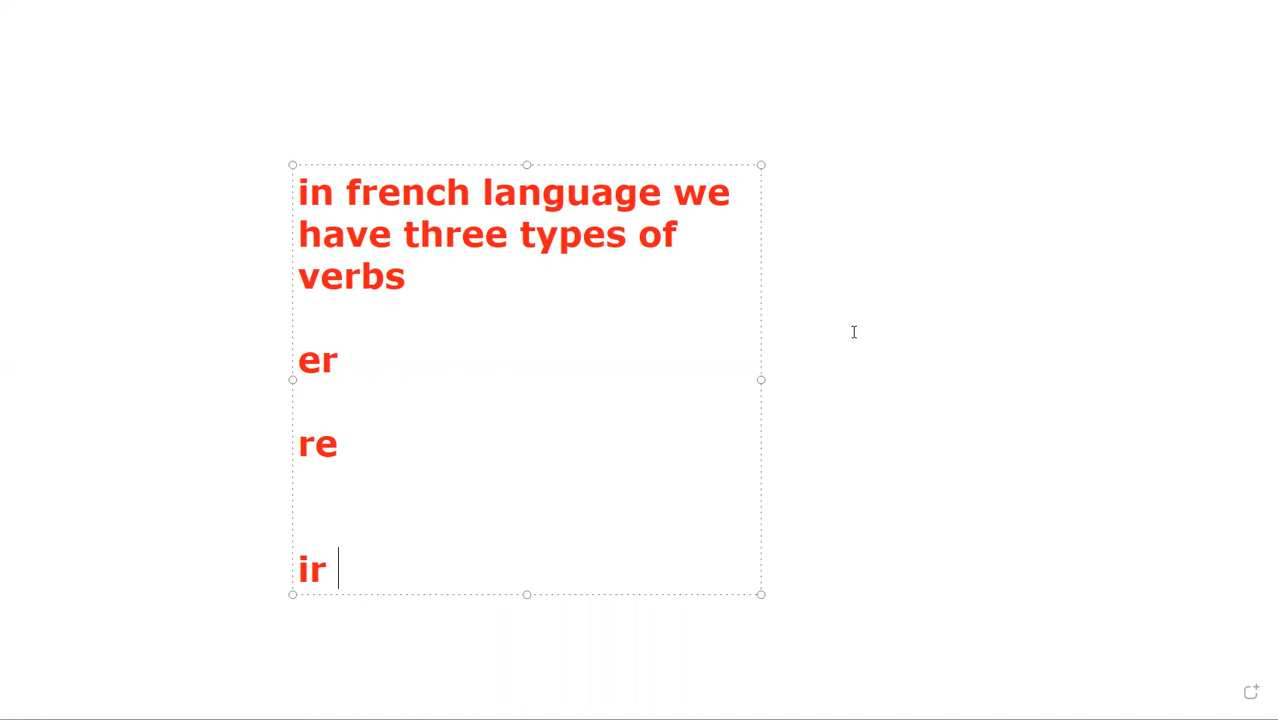 in french language we
have three types of
verbs
er
re
ir